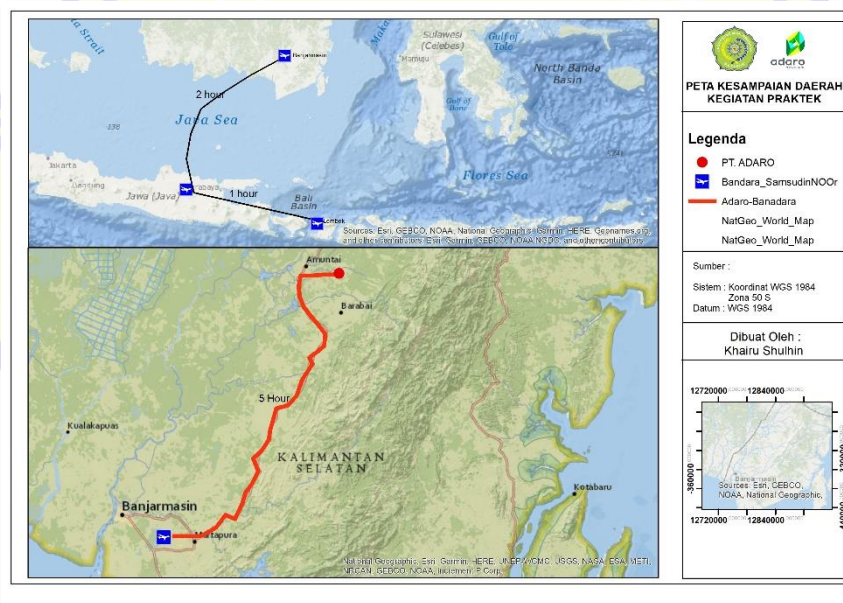 Sulawesi
(Celebes)
Gulf of
Tolo
Mamuju
North Banda
Basin
Gulf of
Bone
Banjarmasin
2 hour
Java Sea
Jakarta
Jawa (Java)
1 hour
Bali
Basin
Lombok
Flores Sea
Sources: Esri, GEBCO, NOAA, National Geographic, Garmin, HERE, Geonames.org,
and other contributors, Esri, Garmin, GEBCO, NOAA NGDC, and other contributors
Amuntai
Barabai
5 Hour
Kualakapuas
KALIMANTAN
SELATAN
Banjarmasin
Martapura
Kotabaru
National Geographic, Esri, Garmin, HERE, UNEP-WCMC, USGS, NASA, ESA, METI,
NRCAN, GEBCO, NOAA, Increment P Corp.
adaro
PETA KESAMPAIAN DAERAH
KEGIATAN PRAKTEK
Legenda
PT. ADARO
Bandara_SamsudinNOOr
Adaro-Banadara
NatGeo_World_Map
NatGeo_World_Map
Sumber :
Sistem : Koordinat WGS 1984
Zona 50 S
Datum : WGS 1984
Dibuat Oleh :
Khairu Shulhin
12720000 12840000
-360000
Sources: Esri, GEBCO,
NOAA, National Geographic,
12720000 12840000